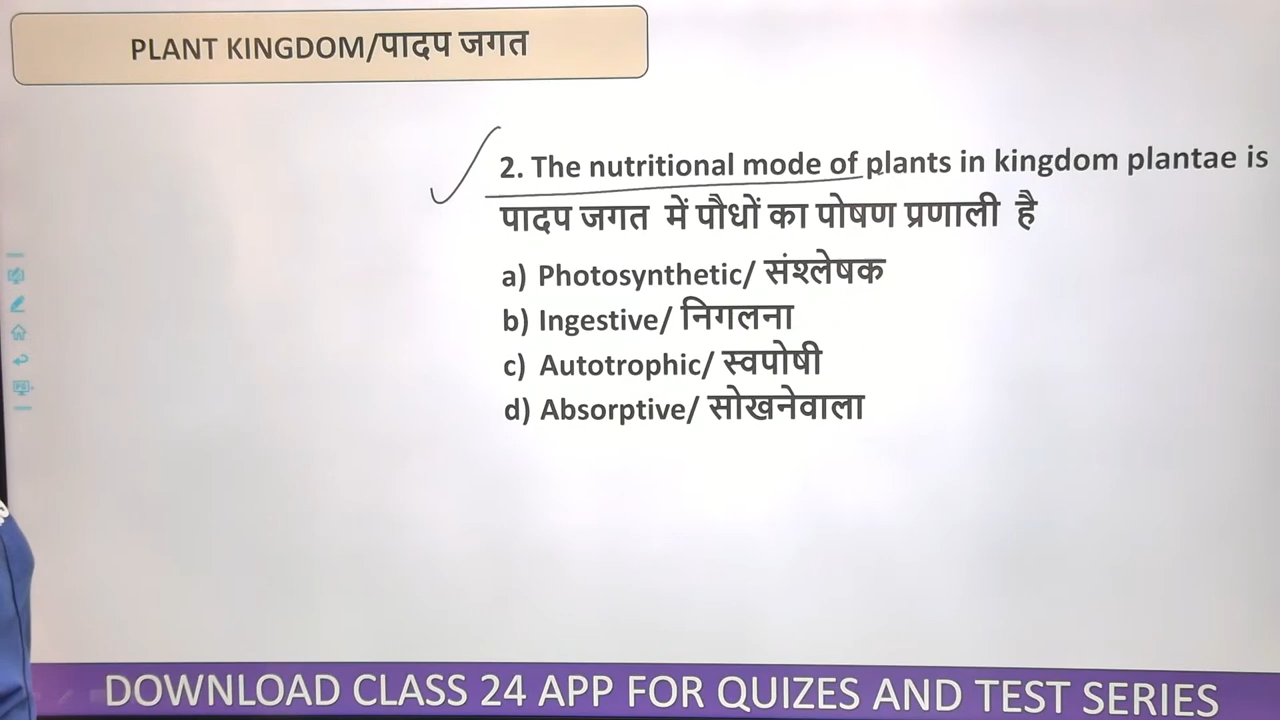 PLANT KINGDOM/पादप जगत
2. The nutritional mode of plants in kingdom plantae is
पादप जगत में पौधों का पोषण प्रणाली है
a) Photosynthetic/ संश्लेषक
b) Ingestive/ निगलना
c) Autotrophic/ स्वपोषी
d) Absorptive/ सोखनेवाला
DOWNLOAD CLASS 24 APP FOR QUIZES AND TEST SERIES